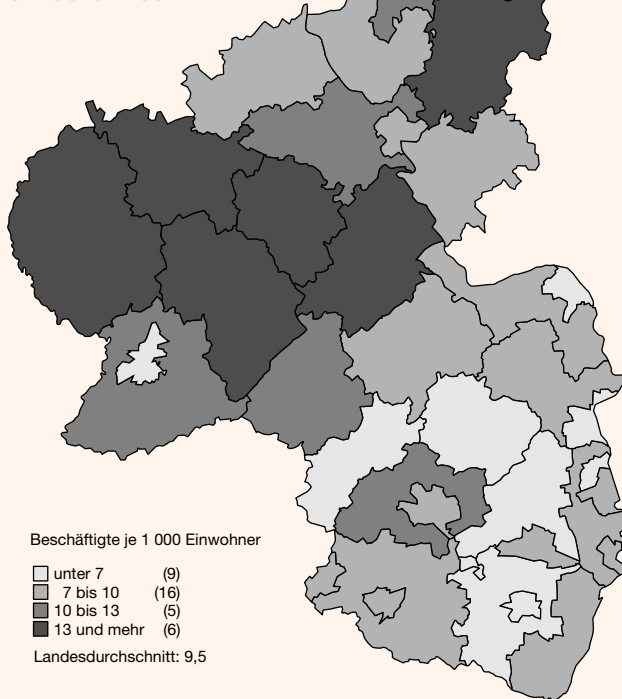 Beschäftigte je 1 000 Einwohner
unter 7 (9)
7 bis 10 (16)
10 bis 13 (5)
13 und mehr (6)
Landesdurchschnitt: 9,5